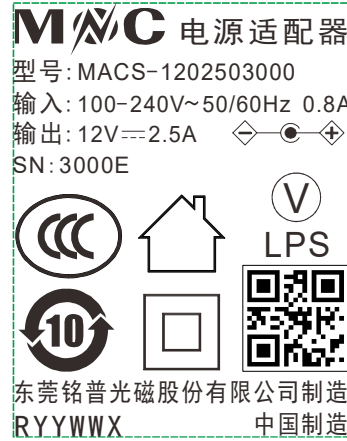 MNC 电源适配器
型号: MACS-1202503000
输入: 100-240V~50/60Hz 0.8A
输出: 12V⎓2.5A
SN: 3000E
CCC
V
LPS
10
东莞铭普光磁股份有限公司制造
RYYWWX 中国制造